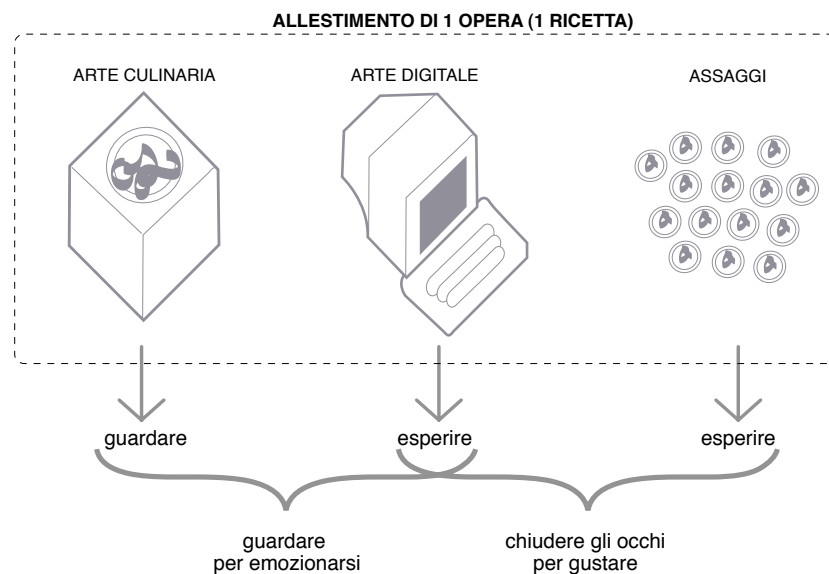 ALLESTIMENTO DI 1 OPERA (1 RICETTA)
ARTE CULINARIA
ARTE DIGITALE
ASSAGGI
guardare
esperire
esperire
guardare
per emozionarsi
chiudere gli occhi
per gustare